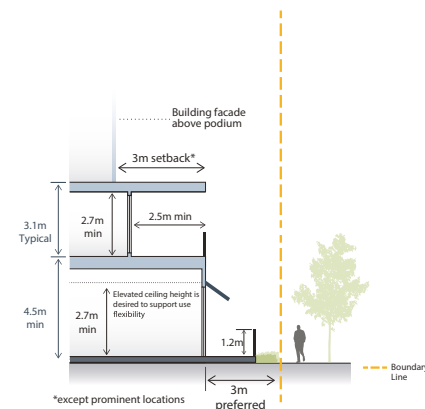 Building facade
above podium
3m setback*
3.1m
Typical
2.7m
min
2.5m min
4.5m
min
2.7m
min
Elevated ceiling height is
desired to support use
flexibility
1.2m
3m
preferred
Boundary
Line
*except prominent locations